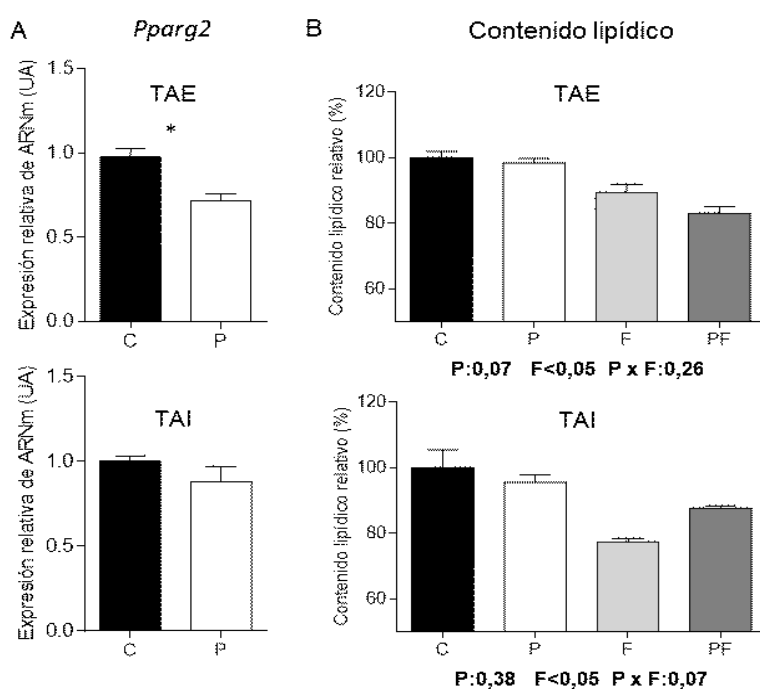 A
Pparg2
Expresión relativa de ARNm (UA)
1.5
1.0
0.5
0.0
TAE
*
C
P
B
Contenido lipídico
Contenido lipídico relativo (%)
120
100
80
60
TAE
C
P
F
PF
P:0,07 F<0,05 P x F:0,26
Expresión relativa de ARNm (UA)
1.5
1.0
0.5
0.0
TAI
C
P
Contenido lipídico relativo (%)
120
100
80
60
TAI
C
P
F
PF
P:0,38 F<0,05 P x F:0,07